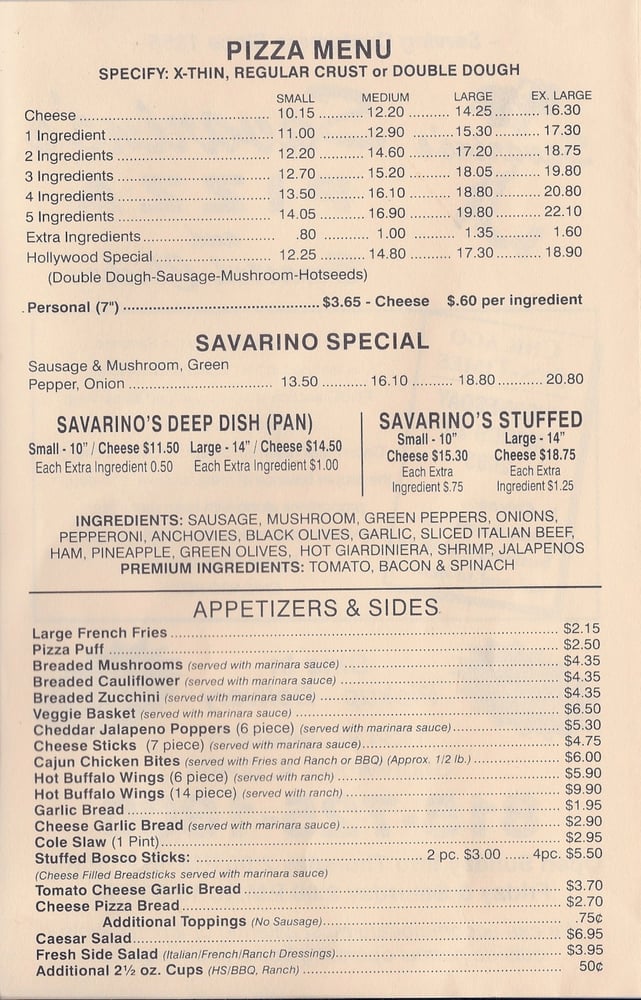 PIZZA MENU
SPECIFY: X-THIN, REGULAR CRUST or DOUBLE DOUGH
SMALL MEDIUM LARGE EX. LARGE
Cheese 10.15 12.20 14.25 16.30
1 Ingredient 11.00 12.90 15.30 17.30
2 Ingredients 12.20 14.60 17.20 18.75
3 Ingredients 12.70 15.20 18.05 19.80
4 Ingredients 13.50 16.10 18.80 20.80
5 Ingredients 14.05 16.90 19.80 22.10
Extra Ingredients .80 1.00 1.35 1.60
Hollywood Special 12.25 14.80 17.30 18.90
(Double Dough-Sausage-Mushroom-Hotseeds)
Personal (7") $3.65 - Cheese $.60 per ingredient
SAVARINO SPECIAL
Sausage & Mushroom, Green
Pepper, Onion 13.50 16.10 18.80 20.80
SAVARINO'S DEEP DISH (PAN)
Small - 10" / Cheese $11.50 Large - 14" / Cheese $14.50
Each Extra Ingredient 0.50 Each Extra Ingredient $1.00
SAVARINO'S STUFFED
Small - 10" Large - 14"
Cheese $15.30 Cheese $18.75
Each Extra Each Extra
Ingredient $.75 Ingredient $1.25
INGREDIENTS: SAUSAGE, MUSHROOM, GREEN PEPPERS, ONIONS,
PEPPERONI, ANCHOVIES, BLACK OLIVES, GARLIC, SLICED ITALIAN BEEF,
HAM, PINEAPPLE, GREEN OLIVES, HOT GIARDINIERA, SHRIMP, JALAPENOS
PREMIUM INGREDIENTS: TOMATO, BACON & SPINACH
APPETIZERS & SIDES
Large French Fries $2.15
Pizza Puff $2.50
Breaded Mushrooms (served with marinara sauce) $4.35
Breaded Cauliflower (served with marinara sauce) $4.35
Breaded Zucchini (served with marinara sauce) $4.35
Veggie Basket (served with marinara sauce) $6.50
Cheddar Jalapeno Poppers (6 piece) (served with marinara sauce) $5.30
Cheese Sticks (7 piece) (served with marinara sauce) $4.75
Cajun Chicken Bites (served with Fries and Ranch or BBQ) (Approx. 1/2 lb.) $6.00
Hot Buffalo Wings (6 piece) (served with ranch) $5.90
Hot Buffalo Wings (14 piece) (served with ranch) $9.90
Garlic Bread $1.95
Cheese Garlic Bread (served with marinara sauce) $2.90
Cole Slaw (1 Pint) $2.95
Stuffed Bosco Sticks: 2 pc. $3.00 ...... 4pc. $5.50
(Cheese Filled Breadsticks served with marinara sauce)
Tomato Cheese Garlic Bread $3.70
Cheese Pizza Bread $2.70
Additional Toppings (No Sausage) .75¢
Caesar Salad $6.95
Fresh Side Salad (Italian/French/Ranch Dressings) $3.95
Additional 2½ oz. Cups (HS/BBQ, Ranch) 50¢